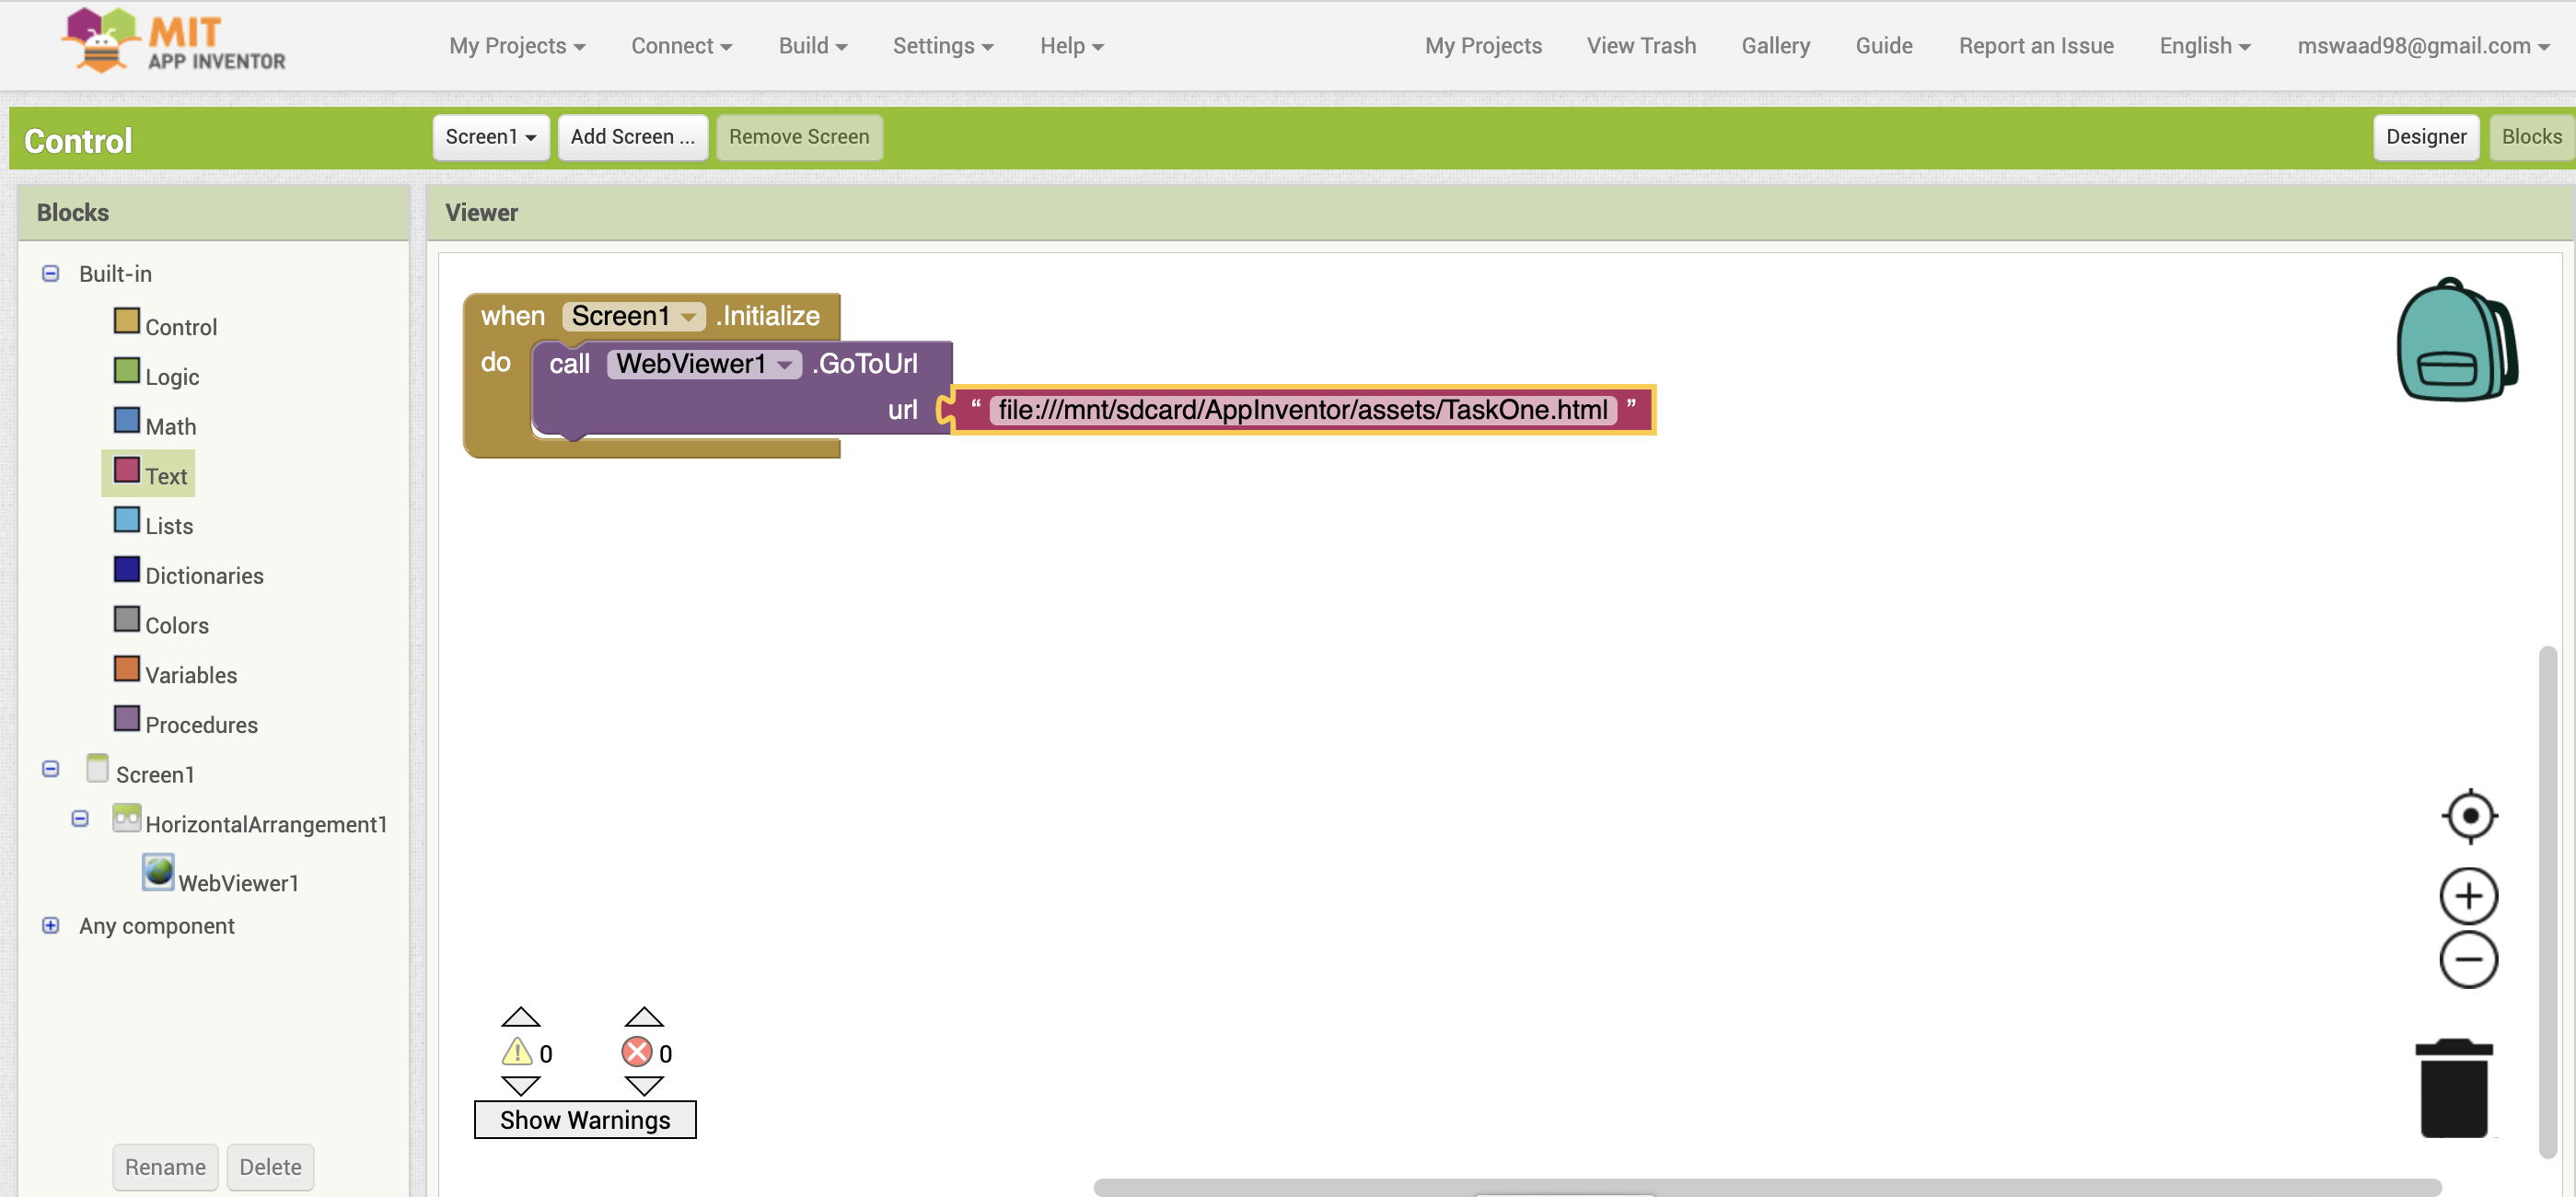 MIT
APP INVENTOR
My Projects Connect Build Settings Help My Projects View Trash Gallery Guide Report an Issue English mswaad98@gmail.com
Control Screen1 Add Screen ... Remove Screen Designer Blocks
Blocks
Viewer
Built-in
Control
Logic
Math
Text
Lists
Dictionaries
Colors
Variables
Procedures
Screen1
HorizontalArrangement1
WebViewer1
Any component
Rename Delete
when Screen1 .Initialize
do call WebViewer1 .GoToUrl
url “ file:///mnt/sdcard/AppInventor/assets/TaskOne.html ”
0 0
Show Warnings